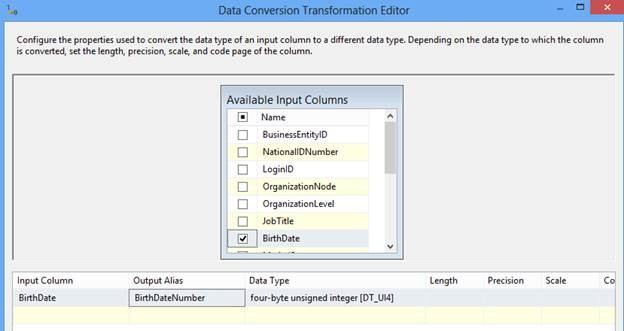 Data Conversion Transformation Editor
Configure the properties used to convert the data type of an input column to a different data type. Depending on the data type to which the column
is converted, set the length, precision, scale, and code page of the column.
Available Input Columns
Name
BusinessEntityID
NationalIDNumber
LoginID
OrganizationNode
OrganizationLevel
JobTitle
BirthDate
Input Column Output Alias Data Type Length Precision Scale Co
BirthDate BirthDateNumber four-byte unsigned integer [DT_UI4]